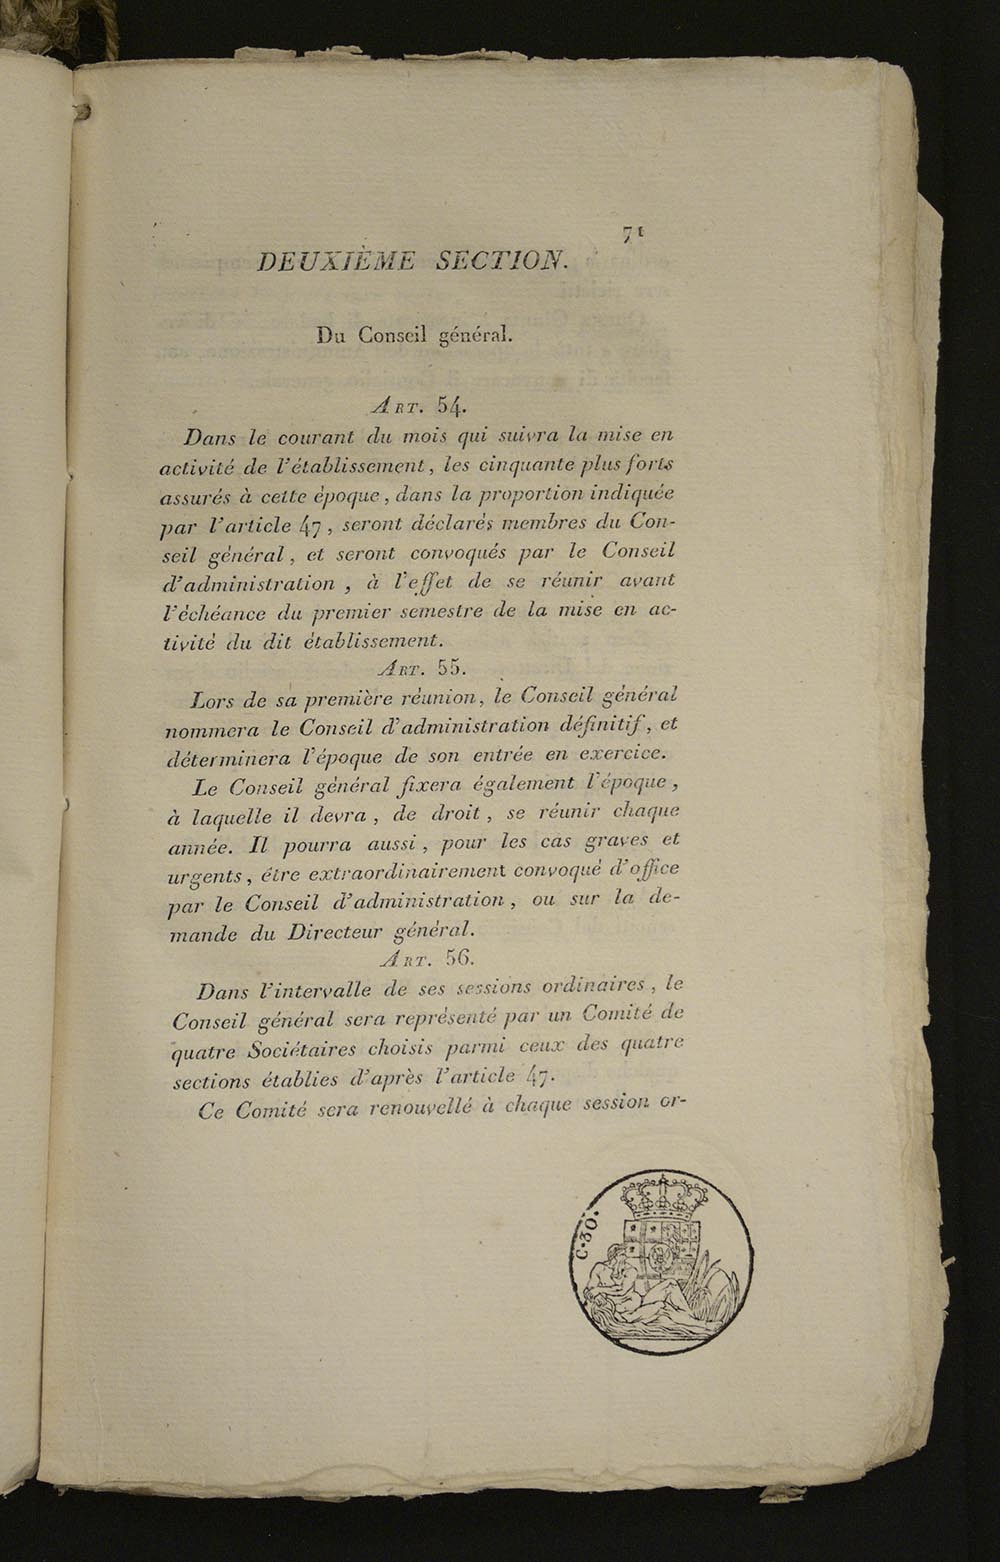 71
DEUXIÈME SECTION.
Du Conseil général.
ART. 54.
Dans le courant du mois qui suivra la mise en
activité de l'établissement, les cinquante plus forts
assurés à cette époque, dans la proportion indiquée
par l'article 47, seront déclarés membres du Con-
seil général, et seront convoqués par le Conseil
d'administration, à l'effet de se réunir avant
l'échéance du premier semestre de la mise en ac-
tivité du dit établissement.
ART. 55.
Lors de sa première réunion, le Conseil général
nommera le Conseil d'administration définitif, et
déterminera l'époque de son entrée en exercice.
Le Conseil général fixera également l'époque,
à laquelle il devra, de droit, se réunir chaque
année. Il pourra aussi, pour les cas graves et
urgents, être extraordinairement convoqué d'office
par le Conseil d'administration, ou sur la de-
mande du Directeur général.
ART. 56.
Dans l'intervalle de ses sessions ordinaires, le
Conseil général sera représenté par un Comité de
quatre Sociétaires choisis parmi ceux des quatre
sections établies d'après l'article 47.
Ce Comité sera renouvellé à chaque session or-
C.30.